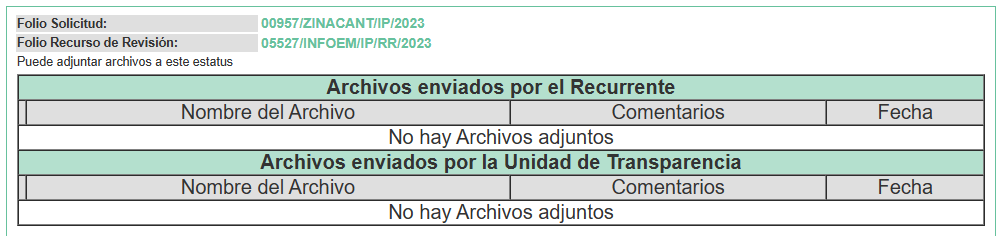 Folio Solicitud: 00957/ZINACANT/IP/2023
Folio Recurso de Revisión: 05527/INFOEM/IP/RR/2023
Puede adjuntar archivos a este estatus
Archivos enviados por el Recurrente
Nombre del Archivo Comentarios Fecha
No hay Archivos adjuntos
Archivos enviados por la Unidad de Transparencia
Nombre del Archivo Comentarios Fecha
No hay Archivos adjuntos